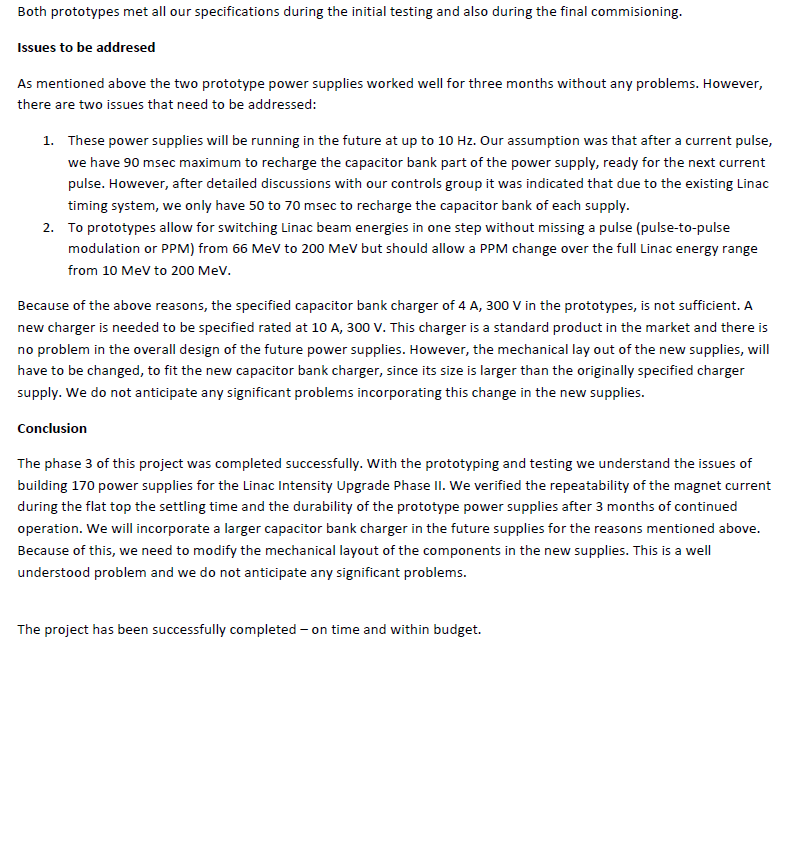 Both prototypes met all our specifications during the initial testing and also during the final commisioning.
Issues to be addresed
As mentioned above the two prototype power supplies worked well for three months without any problems. However,
there are two issues that need to be addressed:
1. These power supplies will be running in the future at up to 10 Hz. Our assumption was that after a current pulse,
we have 90 msec maximum to recharge the capacitor bank part of the power supply, ready for the next current
pulse. However, after detailed discussions with our controls group it was indicated that due to the existing Linac
timing system, we only have 50 to 70 msec to recharge the capacitor bank of each supply.
2. To prototypes allow for switching Linac beam energies in one step without missing a pulse (pulse-to-pulse
modulation or PPM) from 66 MeV to 200 MeV but should allow a PPM change over the full Linac energy range
from 10 MeV to 200 MeV.
Because of the above reasons, the specified capacitor bank charger of 4 A, 300 V in the prototypes, is not sufficient. A
new charger is needed to be specified rated at 10 A, 300 V. This charger is a standard product in the market and there is
no problem in the overall design of the future power supplies. However, the mechanical lay out of the new supplies, will
have to be changed, to fit the new capacitor bank charger, since its size is larger than the originally specified charger
supply. We do not anticipate any significant problems incorporating this change in the new supplies.
Conclusion
The phase 3 of this project was completed successfully. With the prototyping and testing we understand the issues of
building 170 power supplies for the Linac Intensity Upgrade Phase II. We verified the repeatability of the magnet current
during the flat top the settling time and the durability of the prototype power supplies after 3 months of continued
operation. We will incorporate a larger capacitor bank charger in the future supplies for the reasons mentioned above.
Because of this, we need to modify the mechanical layout of the components in the new supplies. This is a well
understood problem and we do not anticipate any significant problems.
The project has been successfully completed – on time and within budget.